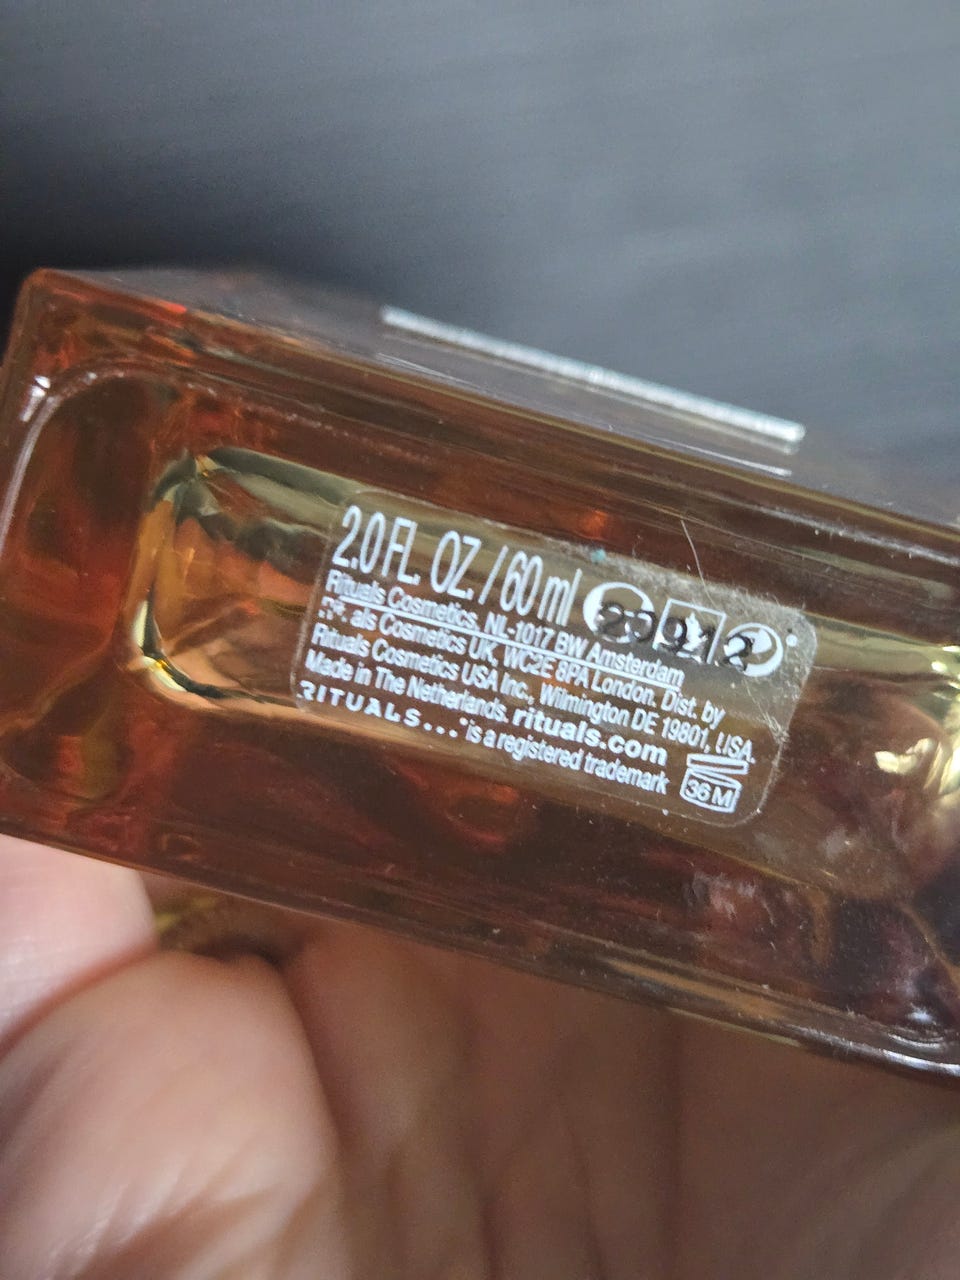 2.0 FL. OZ. / 60 ml
Rituals Cosmetics, NL-1017 BW Amsterdam
Cosmetics UK, WC2E 8PA London. Dist. by
Rituals Cosmetics USA Inc., Wilmington DE 19801, USA.
Made in The Netherlands. rituals.com
RITUALS...® is a registered trademark
36 M